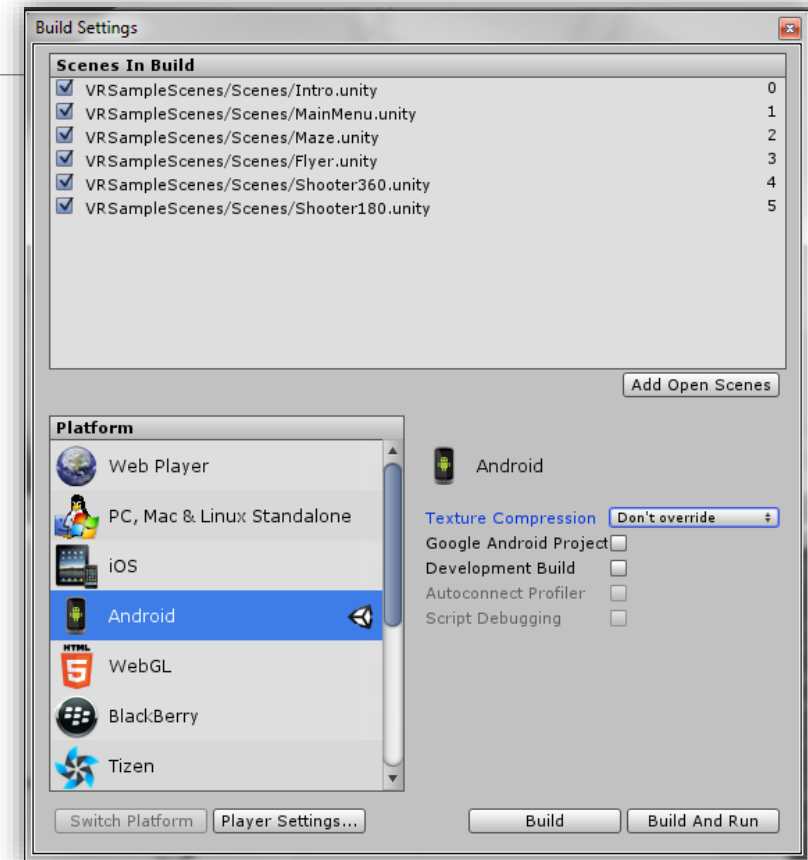 Build Settings
Scenes In Build
VRSampleScenes/Scenes/Intro.unity 0
VRSampleScenes/Scenes/MainMenu.unity 1
VRSampleScenes/Scenes/Maze.unity 2
VRSampleScenes/Scenes/Flyer.unity 3
VRSampleScenes/Scenes/Shooter360.unity 4
VRSampleScenes/Scenes/Shooter180.unity 5
Add Open Scenes
Platform
Web Player
PC, Mac & Linux Standalone
iOS
Android
HTML
5
WebGL
BlackBerry
Tizen
Android
Texture Compression Don't override
Google Android Project
Development Build
Autoconnect Profiler
Script Debugging
Switch Platform Player Settings... Build Build And Run